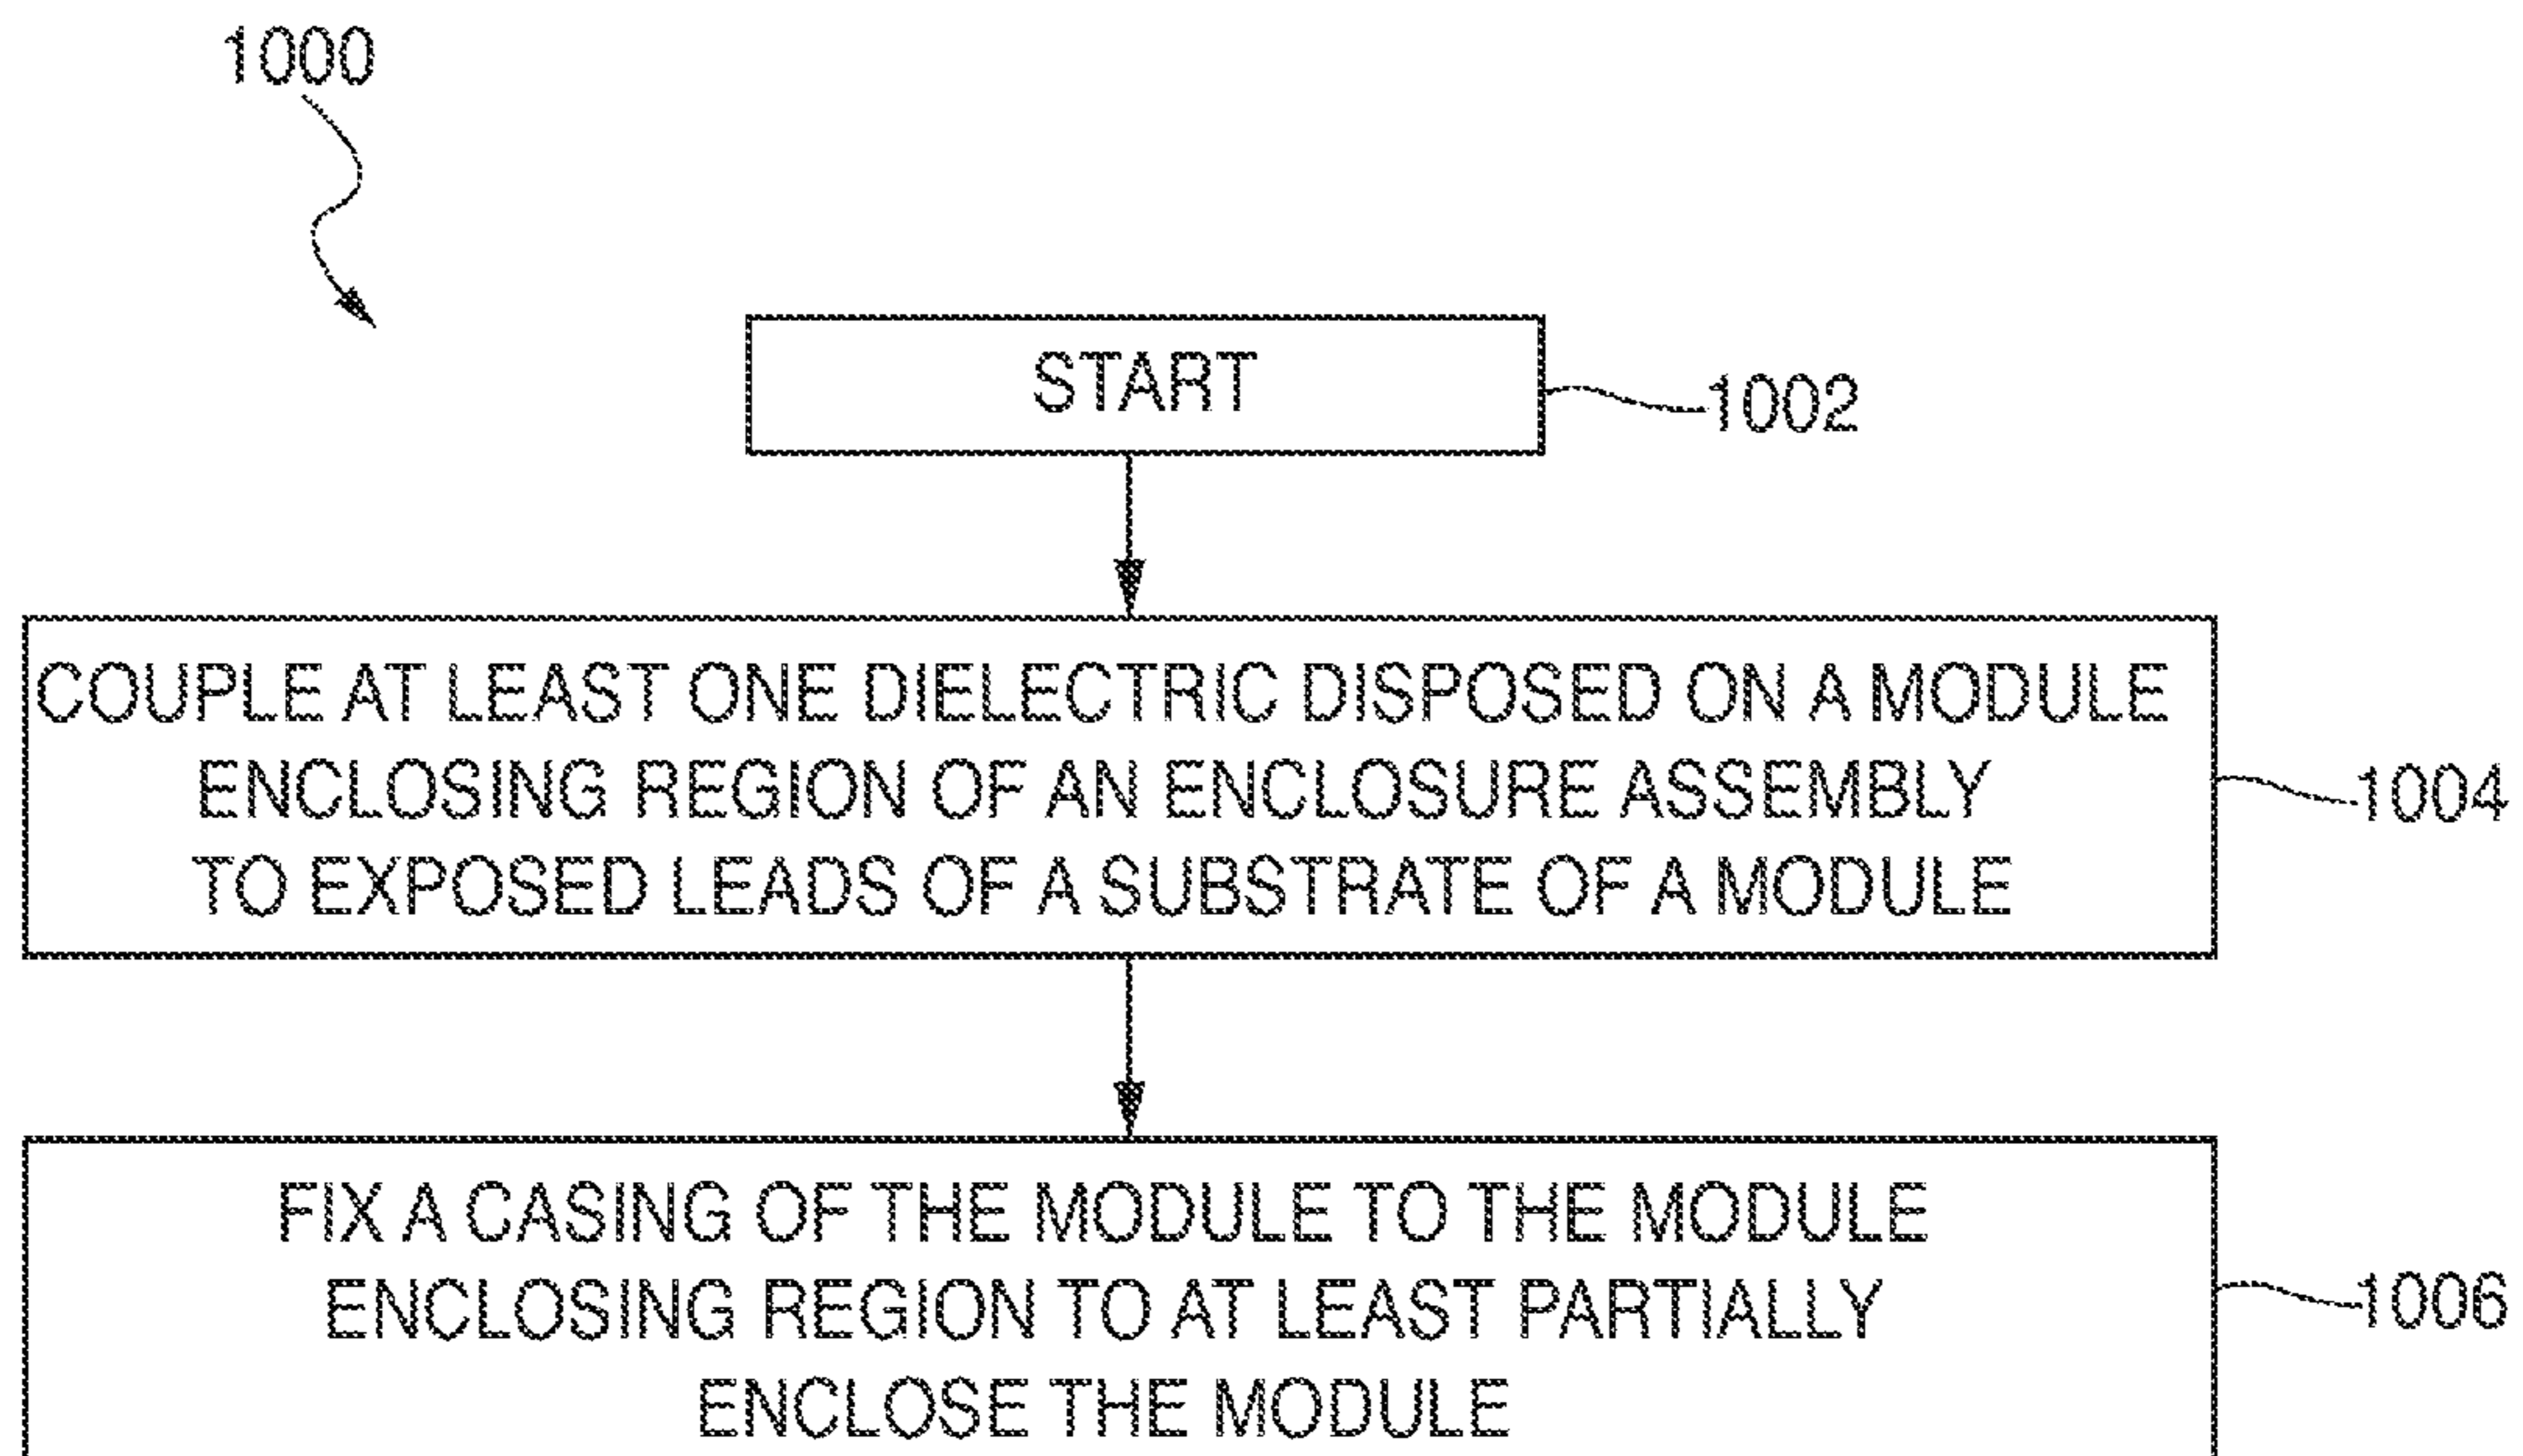 1000
START
1002
COUPLE AT LEAST ONE DIELECTRIC DISPOSED ON A MODULE
ENCLOSING REGION OF AN ENCLOSURE ASSEMBLY
1004
TO EXPOSED LEADS OF A SUBSTRATE OF A MODULE
FIX A CASING OF THE MODULE TO THE MODULE
ENCLOSING REGION TO AT LEAST PARTIALLY
1006
ENCLOSE THE MODULE